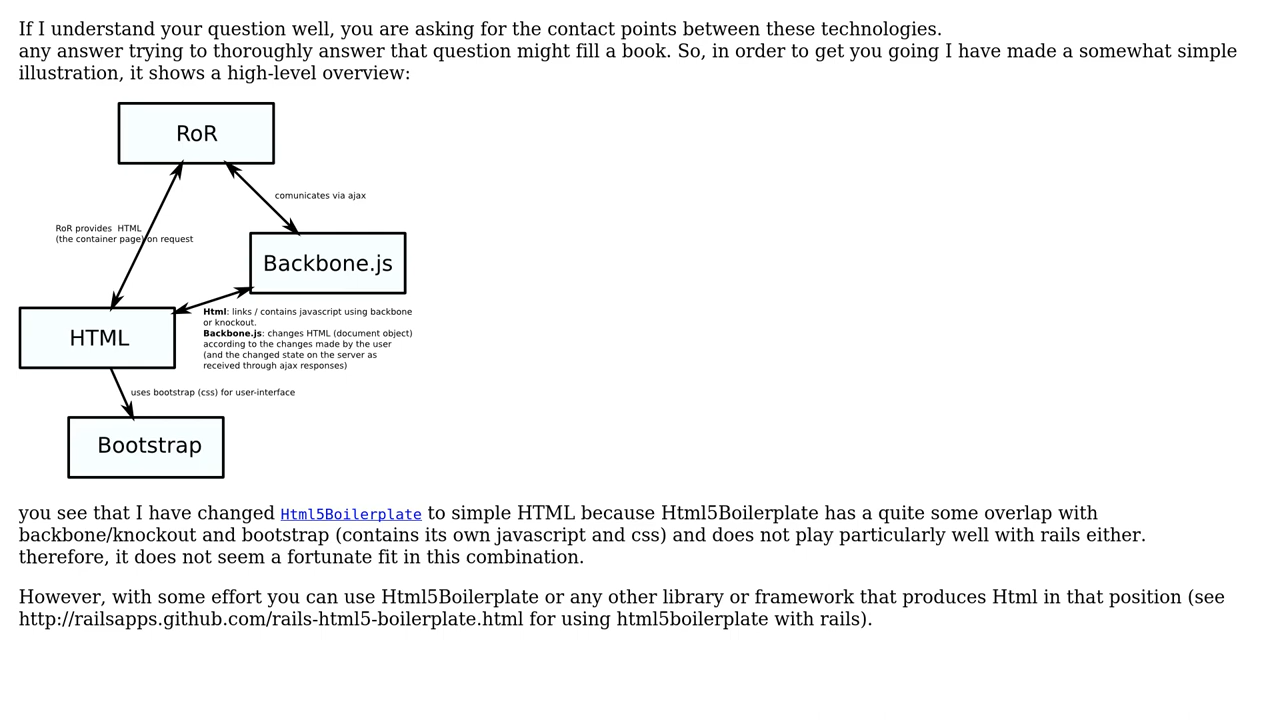 If I understand your question well, you are asking for the contact points between these technologies.
any answer trying to thoroughly answer that question might fill a book. So, in order to get you going I have made a somewhat simple
illustration, it shows a high-level overview:
RoR
comunicates via ajax
RoR provides HTML
(the container page) on request
Backbone.js
HTML
Html: links / contains javascript using backbone
or knockout.
Backbone.js: changes HTML (document object)
according to the changes made by the user
(and the changed state on the server as
received through ajax responses)
uses bootstrap (css) for user-interface
Bootstrap
you see that I have changed Html5Boilerplate to simple HTML because Html5Boilerplate has a quite some overlap with
backbone/knockout and bootstrap (contains its own javascript and css) and does not play particularly well with rails either.
therefore, it does not seem a fortunate fit in this combination.
However, with some effort you can use Html5Boilerplate or any other library or framework that produces Html in that position (see
http://railsapps.github.com/rails-html5-boilerplate.html for using html5boilerplate with rails).